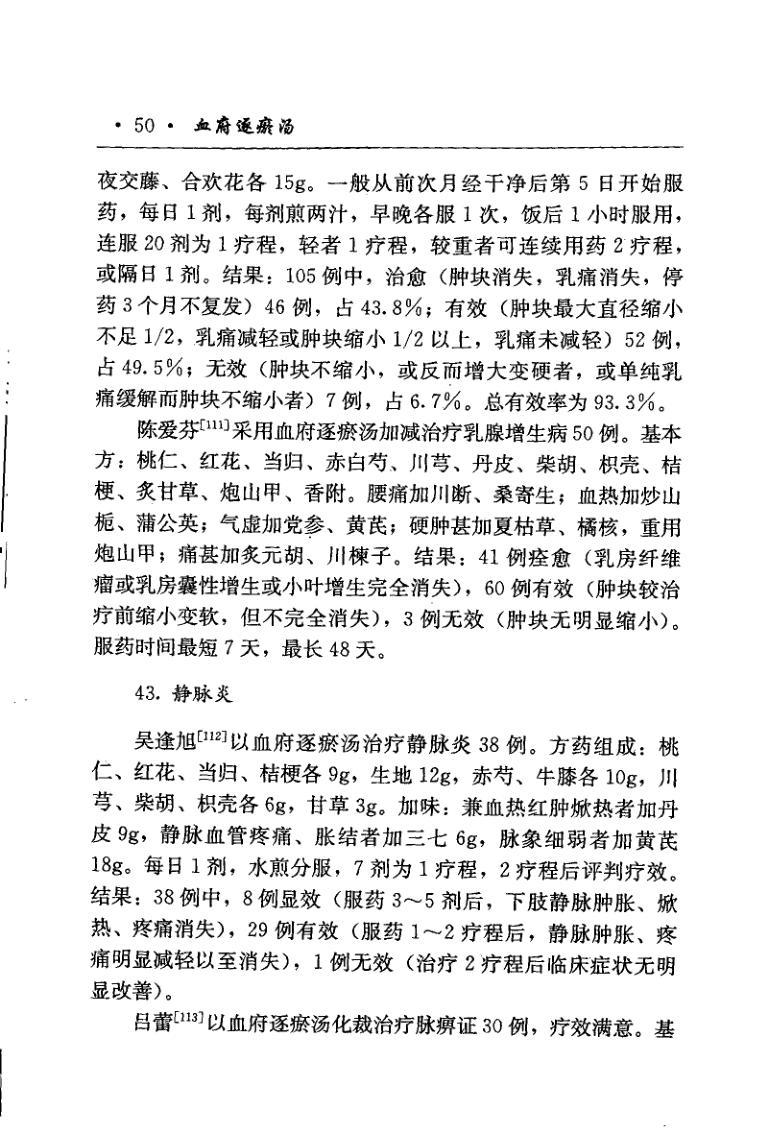 · 50 · 血府逐瘀汤
夜交藤、合欢花各 15g。一般从前次月经干净后第 5 日开始服
药，每日 1 剂，每剂煎两汁，早晚各服 1 次，饭后 1 小时服用，
连服 20 剂为 1 疗程，轻者 1 疗程，较重者可连续用药 2 疗程，
或隔日 1 剂。结果：105 例中，治愈（肿块消失，乳痛消失，停
药 3 个月不复发）46 例，占 43.8%；有效（肿块最大直径缩小
不足 1/2，乳痛减轻或肿块缩小 1/2 以上，乳痛未减轻）52 例，
占 49.5%；无效（肿块不缩小，或反而增大变硬者，或单纯乳
痛缓解而肿块不缩小者）7 例，占 6.7%。总有效率为 93.3%。
陈爱芬[111]采用血府逐瘀汤加减治疗乳腺增生病 50 例。基本
方：桃仁、红花、当归、赤白芍、川芎、丹皮、柴胡、枳壳、桔
梗、炙甘草、炮山甲、香附。腰痛加川断、桑寄生；血热加炒山
栀、蒲公英；气虚加党参、黄芪；硬肿甚加夏枯草、橘核，重用
炮山甲；痛甚加炙元胡、川楝子。结果：41 例痊愈（乳房纤维
瘤或乳房囊性增生或小叶增生完全消失），60 例有效（肿块较治
疗前缩小变软，但不完全消失），3 例无效（肿块无明显缩小）。
服药时间最短 7 天，最长 48 天。
43. 静脉炎
吴逢旭[112]以血府逐瘀汤治疗静脉炎 38 例。方药组成：桃
仁、红花、当归、桔梗各 9g，生地 12g，赤芍、牛膝各 10g，川
芎、柴胡、枳壳各 6g，甘草 3g。加味：兼血热红肿焮热者加丹
皮 9g，静脉血管疼痛、胀结者加三七 6g，脉象细弱者加黄芪
18g。每日 1 剂，水煎分服，7 剂为 1 疗程，2 疗程后评判疗效。
结果：38 例中，8 例显效（服药 3～5 剂后，下肢静脉肿胀、焮
热、疼痛消失），29 例有效（服药 1～2 疗程后，静脉肿胀、疼
痛明显减轻以至消失），1 例无效（治疗 2 疗程后临床症状无明
显改善）。
吕蕾[113]以血府逐瘀汤化裁治疗脉痹证 30 例，疗效满意。基